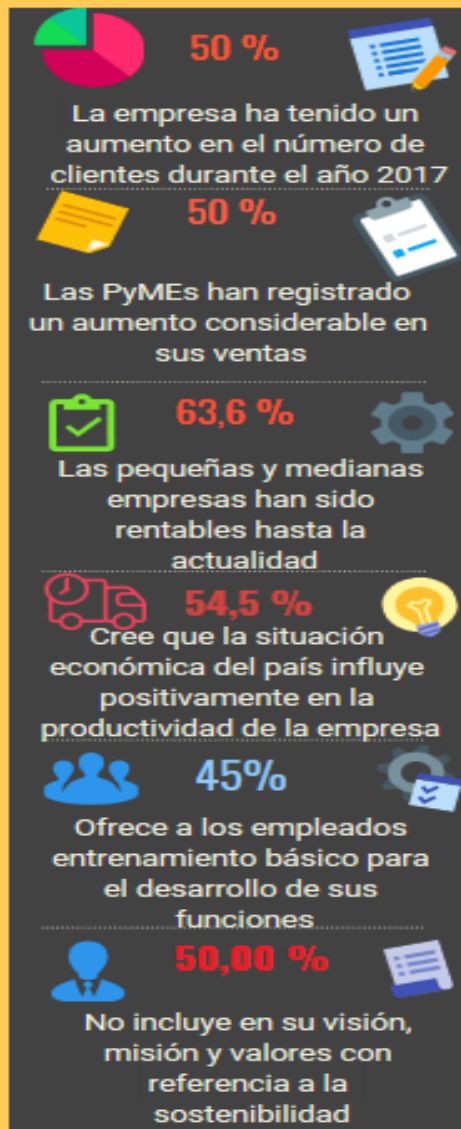 50 %
La empresa ha tenido un
aumento en el número de
clientes durante el año 2017
50 %
Las PyMEs han registrado
un aumento considerable en
sus ventas
63,6 %
Las pequeñas y medianas
empresas han sido
rentables hasta la
actualidad
54,5 %
Cree que la situación
económica del país influye
positivamente en la
productividad de la empresa
45%
Ofrece a los empleados
entrenamiento básico para
el desarrollo de sus
funciones
50,00 %
No incluye en su visión,
misión y valores con
referencia a la
sostenibilidad